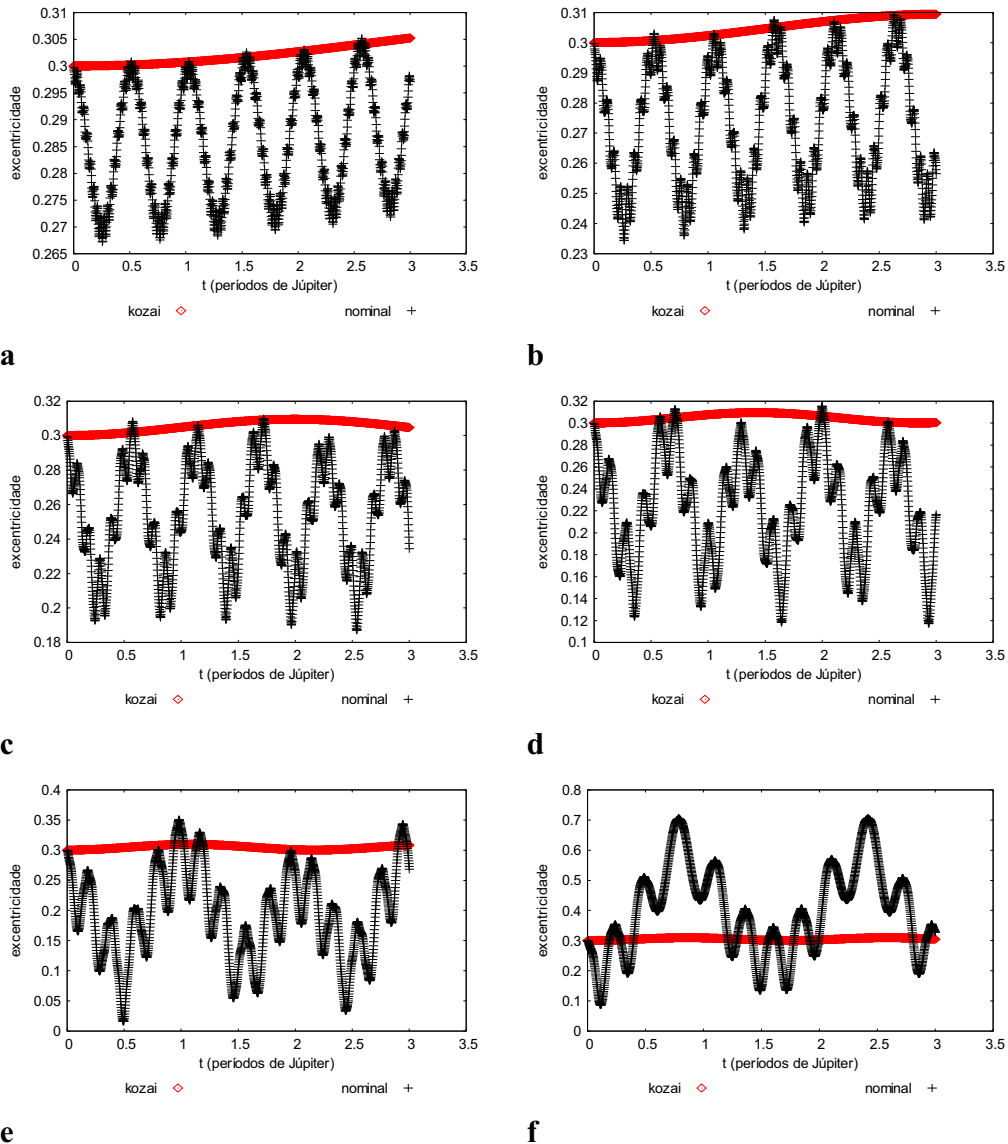 0.31
0.305
0.3
0.295
0.29
0.285
0.28
0.275
0.27
0.265
excentricidade
0 0.5 1 1.5 2 2.5 3 3.5
t (períodos de Júpiter)
kozai nominal
a
0.31
0.3
0.29
0.28
0.27
0.26
0.25
0.24
0.23
excentricidade
0 0.5 1 1.5 2 2.5 3 3.5
t (períodos de Júpiter)
kozai nominal
b
0.32
0.3
0.28
0.26
0.24
0.22
0.2
0.18
excentricidade
0 0.5 1 1.5 2 2.5 3 3.5
t (períodos de Júpiter)
kozai nominal
c
0.32
0.3
0.28
0.26
0.24
0.22
0.2
0.18
0.16
0.14
0.12
0.1
excentricidade
0 0.5 1 1.5 2 2.5 3 3.5
t (períodos de Júpiter)
kozai nominal
d
0.4
0.35
0.3
0.25
0.2
0.15
0.1
0.05
0
excentricidade
0 0.5 1 1.5 2 2.5 3 3.5
t (períodos de Júpiter)
kozai nominal
e
0.8
0.7
0.6
0.5
0.4
0.3
0.2
0.1
0
excentricidade
0 0.5 1 1.5 2 2.5 3 3.5
t (períodos de Júpiter)
kozai nominal
f